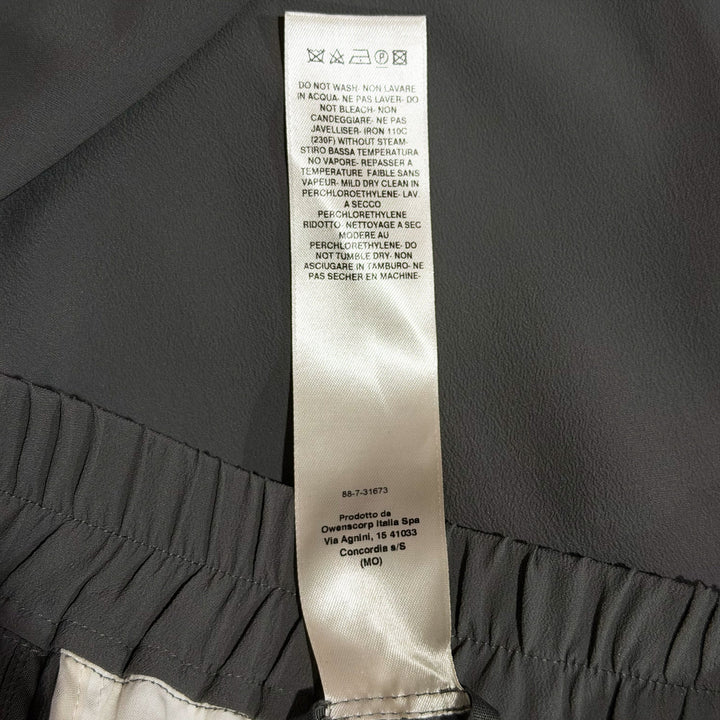 DO NOT WASH- NON LAVARE
IN ACQUA- NE PAS LAVER- DO
NOT BLEACH- NON
CANDEGGIARE- NE PAS
JAVELLISER- IRON 110C
(230F) WITHOUT STEAM-
STIRO BASSA TEMPERATURA
NO VAPORE- REPASSER A
TEMPERATURE FAIBLE SANS
VAPEUR- MILD DRY CLEAN IN
PERCHLOROETHYLENE- LAV.
A SECCO
PERCHLORETHYLENE
RIDOTTO- NETTOYAGE A SEC
MODERE AU
PERCHLORETHYLENE- DO
NOT TUMBLE DRY- NON
ASCIUGARE IN TAMBURO- NE
PAS SECHER EN MACHINE-
88-7-31673
Prodotto da
Owenscorp Italia Spa
Via Agnini, 15 41033
Concordia s/S
(MO)